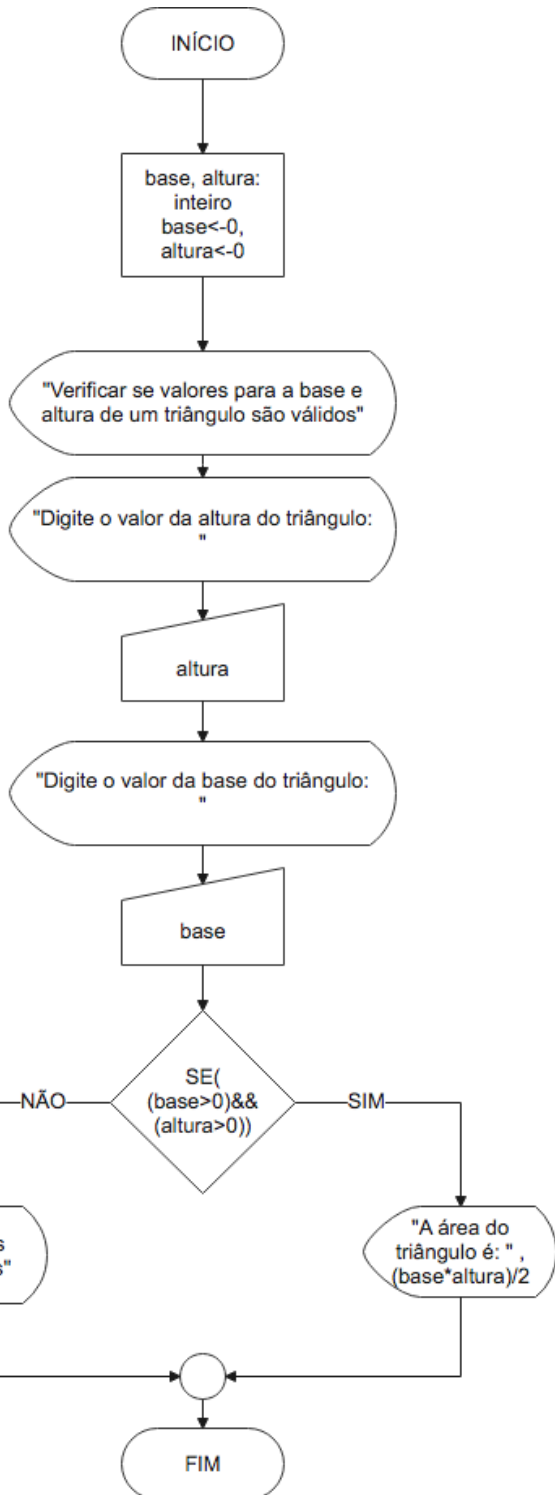 INÍCIO
base, altura:
inteiro
base<-0,
altura<-0
"Verificar se valores para a base e
altura de um triângulo são válidos"
"Digite o valor da altura do triângulo:
"
altura
"Digite o valor da base do triângulo:
"
base
SE(
(base>0)&&
(altura>0))
NÃO
SIM
"A área do
triângulo é: " ,
(base*altura)/2
FIM